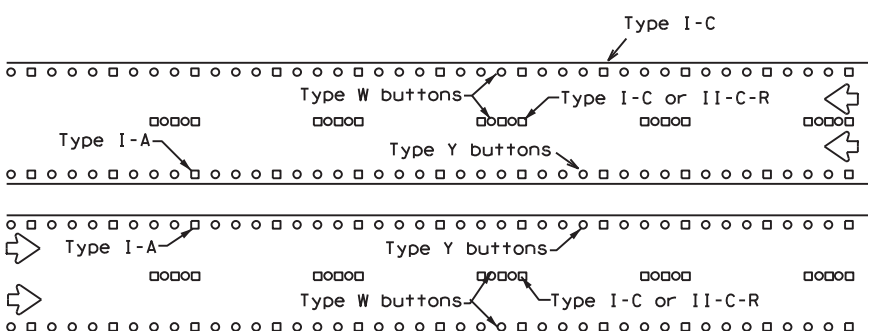 Type I-C
Type W buttons
Type I-C or II-C-R
Type I-A
Type Y buttons
Type I-A
Type Y buttons
Type W buttons
Type I-C or II-C-R